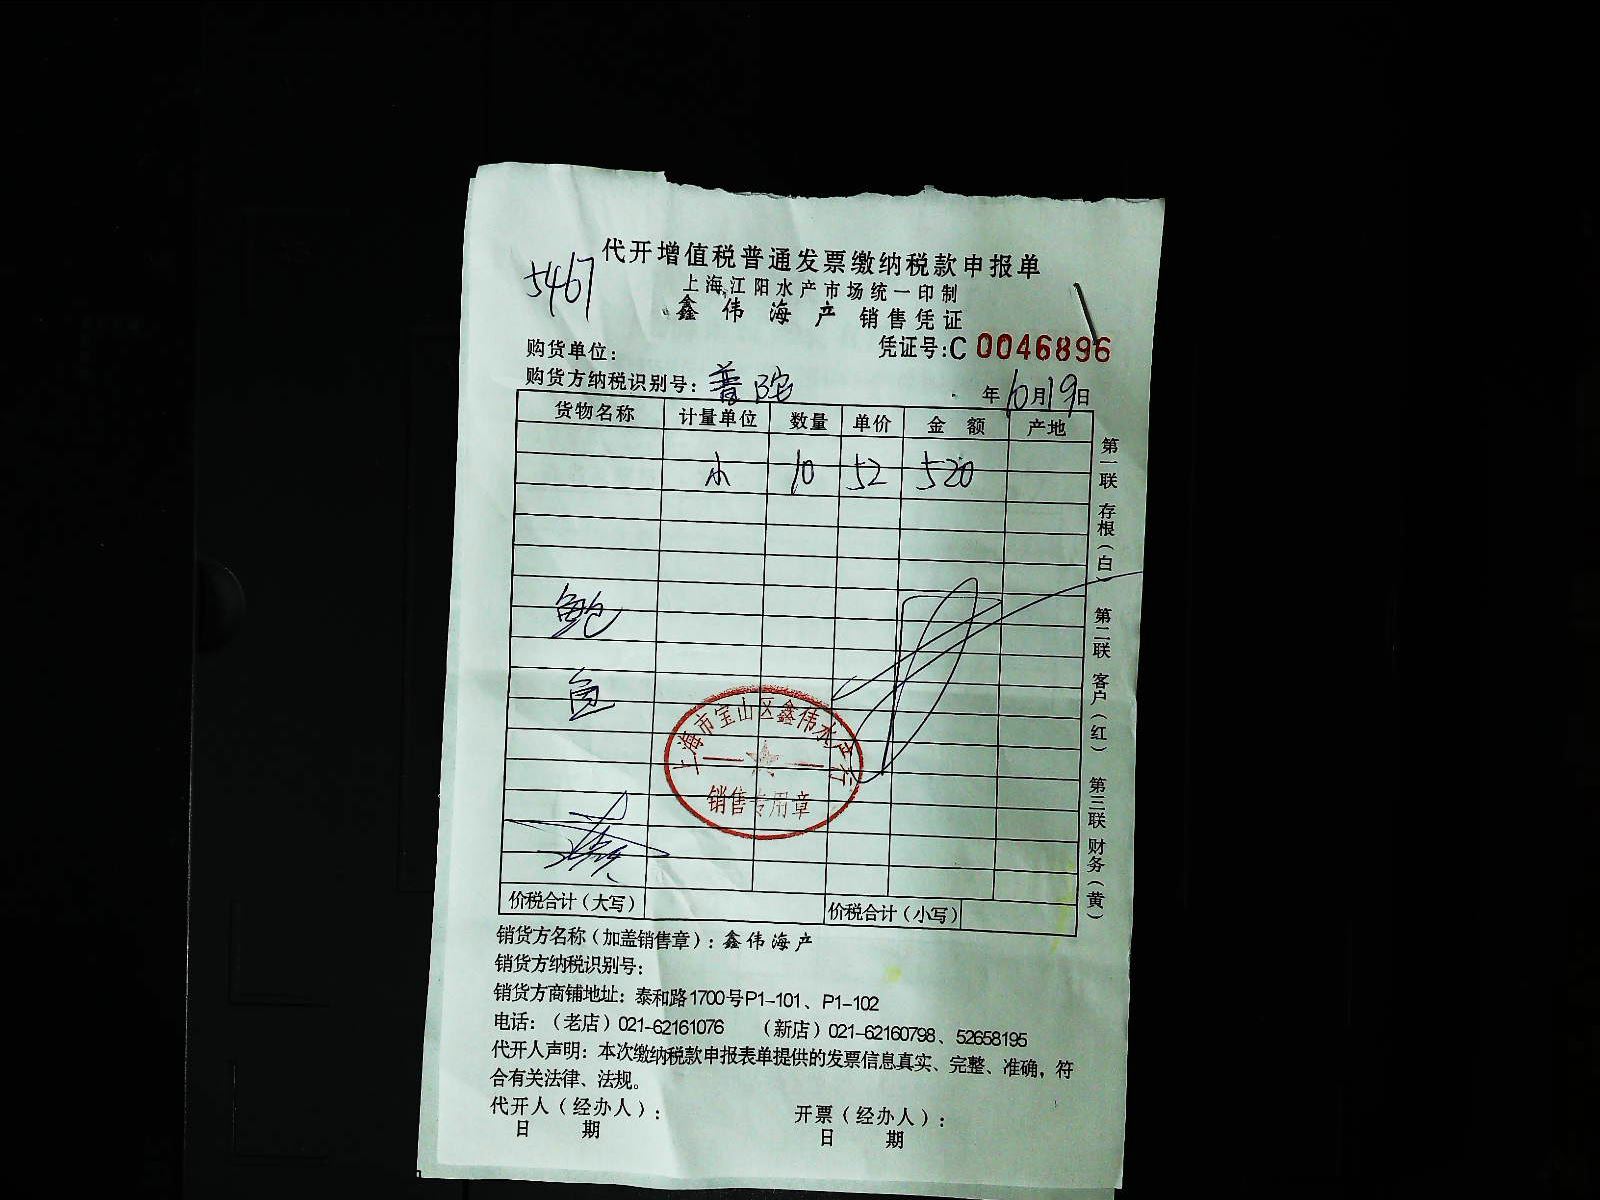 代开增值税普通发票缴纳税款申报单
5467
上海江阳水产市场统一印制
鑫伟海产 销售凭证
购货单位：
凭证号：C 0046896
购货方纳税识别号：普陀
年 6月19日
货物名称 计量单位 数量 单价 金额 产地
小 10 52 520
鲍
鱼
上海市宝山区鑫伟水产行
销售专用章
价税合计（大写） 价税合计（小写）
第一联 存根（白） 第二联 客户（红） 第三联 财务（黄）
销货方名称（加盖销售章）：鑫伟海产
销货方纳税识别号：
销货方商铺地址：泰和路1700号P1-101、P1-102
电话：（老店）021-62161076 （新店）021-62160798、52658195
代开人声明：本次缴纳税款申报表单提供的发票信息真实、完整、准确，符
合有关法律、法规。
代开人（经办人）： 开票（经办人）：
日 期 日 期